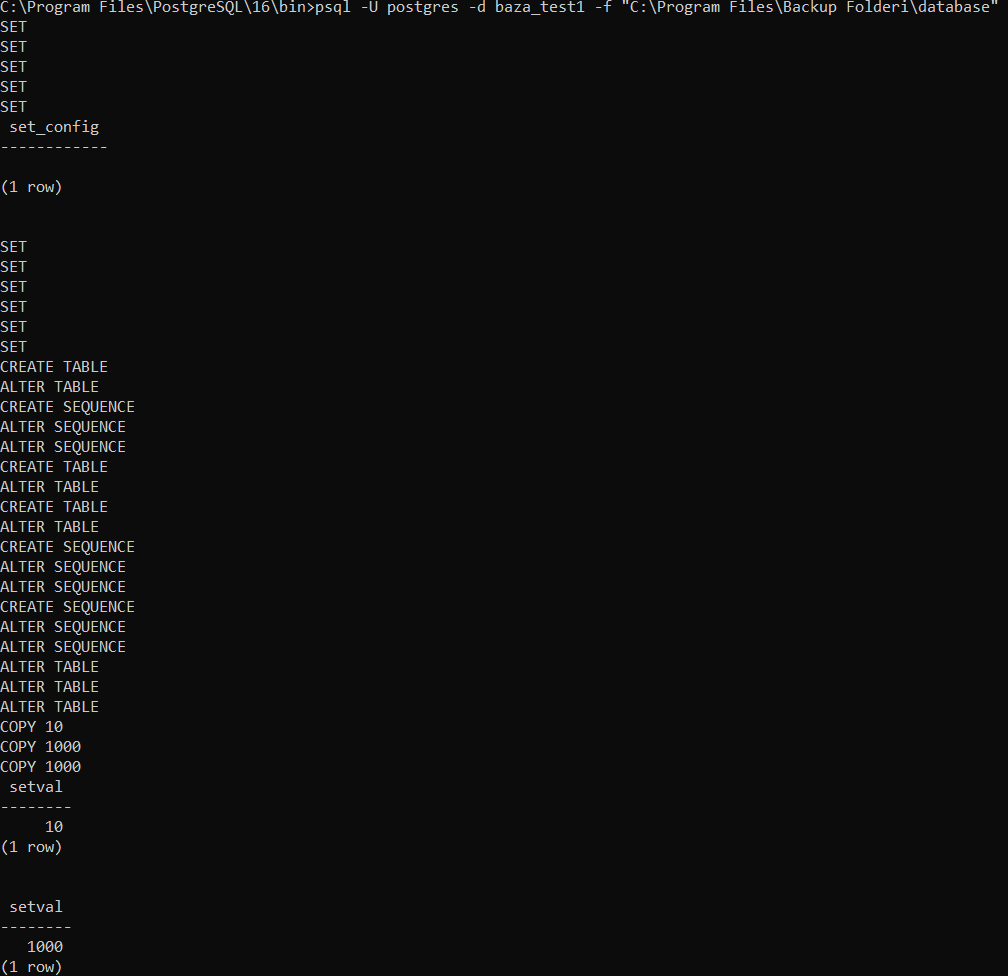 C:\Program Files\PostgreSQL\16\bin>psql -U postgres -d baza_test1 -f "C:\Program Files\Backup Folderi\database"
SET
SET
SET
SET
SET
 set_config
------------

(1 row)


SET
SET
SET
SET
SET
SET
CREATE TABLE
ALTER TABLE
CREATE SEQUENCE
ALTER SEQUENCE
ALTER SEQUENCE
CREATE TABLE
ALTER TABLE
CREATE TABLE
ALTER TABLE
CREATE SEQUENCE
ALTER SEQUENCE
ALTER SEQUENCE
CREATE SEQUENCE
ALTER SEQUENCE
ALTER SEQUENCE
ALTER TABLE
ALTER TABLE
ALTER TABLE
COPY 10
COPY 1000
COPY 1000
 setval
--------
     10
(1 row)


 setval
--------
   1000
(1 row)